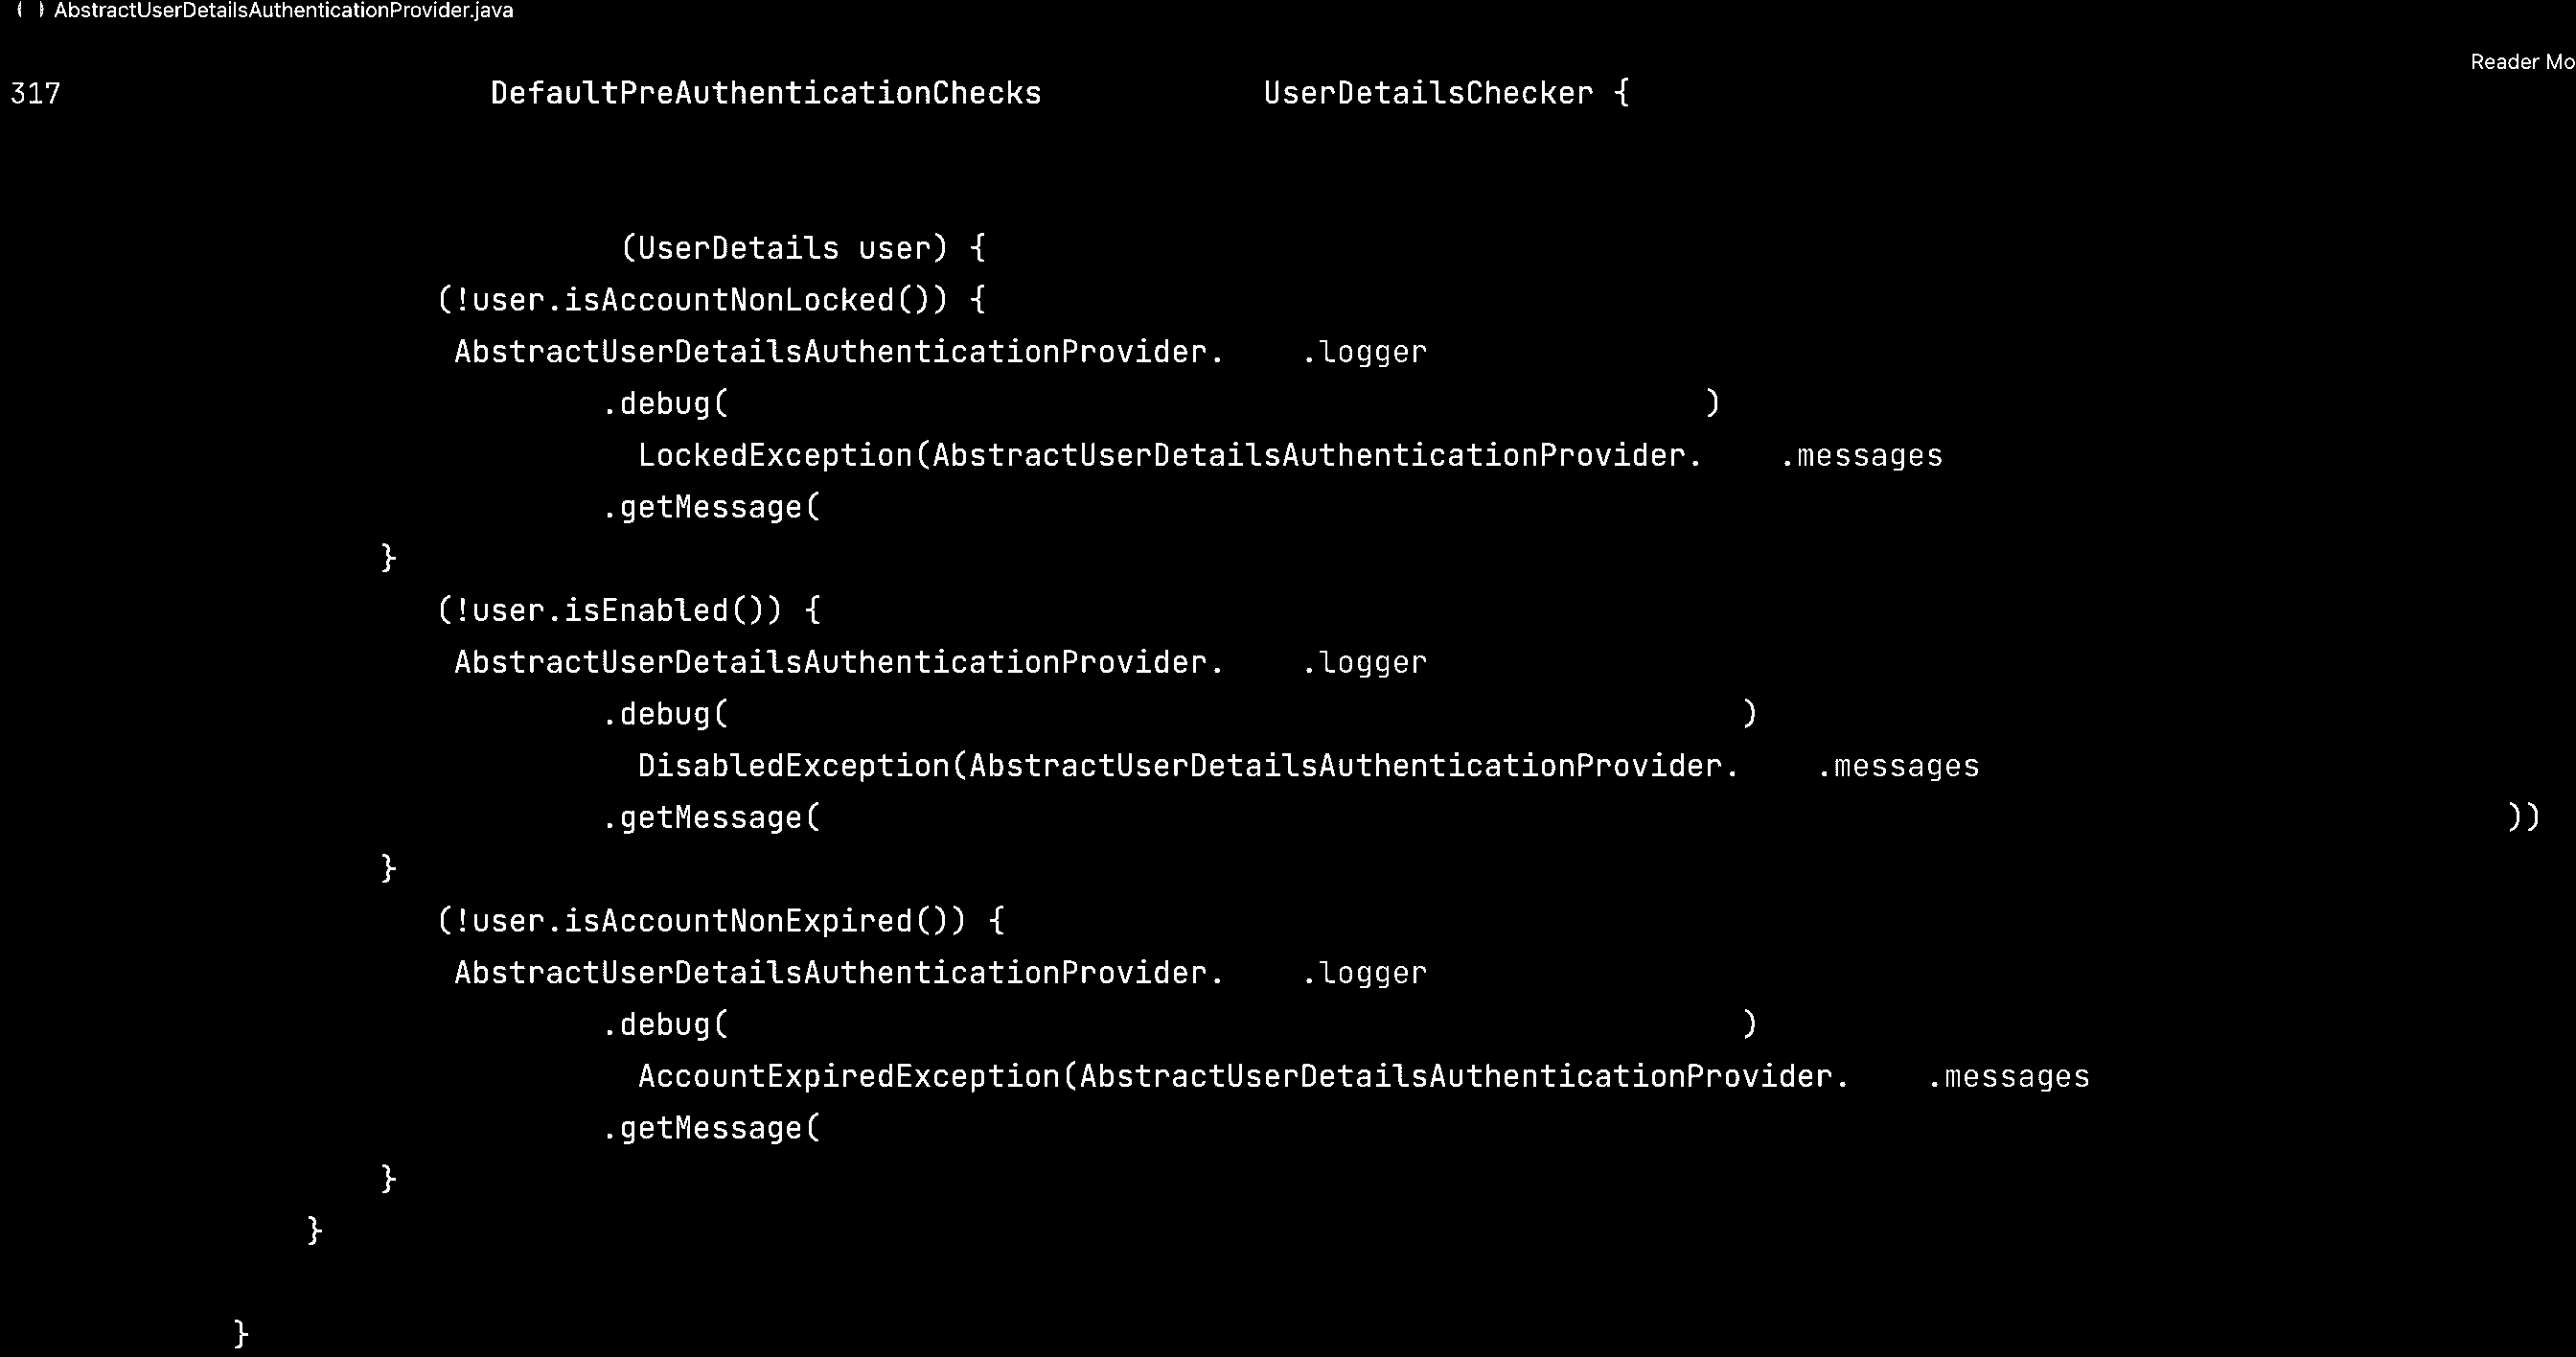 AbstractUserDetailsAuthenticationProvider.java
Reader Mo
317 DefaultPreAuthenticationChecks UserDetailsChecker {
(UserDetails user) {
(!user.isAccountNonLocked()) {
AbstractUserDetailsAuthenticationProvider. .logger
.debug( )
LockedException(AbstractUserDetailsAuthenticationProvider. .messages
.getMessage(
}
(!user.isEnabled()) {
AbstractUserDetailsAuthenticationProvider. .logger
.debug( )
DisabledException(AbstractUserDetailsAuthenticationProvider. .messages
.getMessage( ))
}
(!user.isAccountNonExpired()) {
AbstractUserDetailsAuthenticationProvider. .logger
.debug( )
AccountExpiredException(AbstractUserDetailsAuthenticationProvider. .messages
.getMessage(
}
}
}